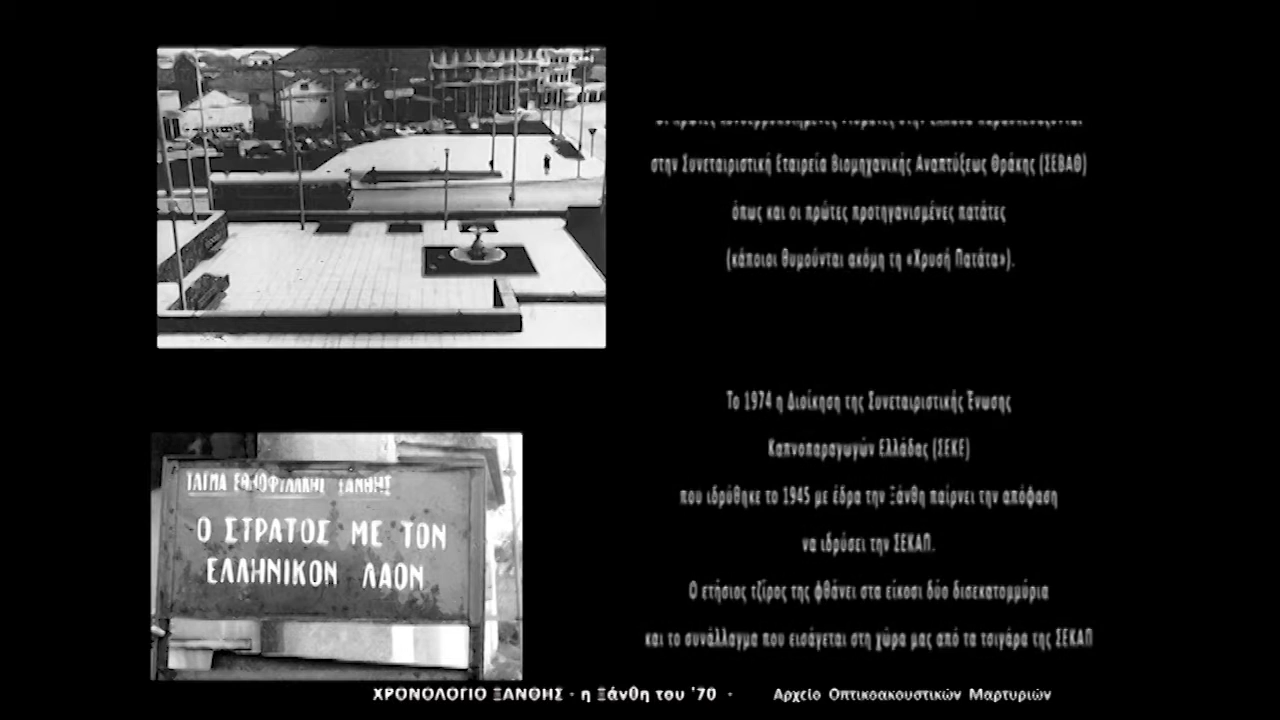 στην Συνεταιριστική Εταιρεία Βιομηχανικής Αναπτύξεως Θράκης (ΣΕΒΑΘ)
όπως και οι πρώτες προτηγανισμένες πατάτες
(κάποιοι θυμούνται ακόμη τη «Χρυσή Πατάτα»).
Το 1974 η Διοίκηση της Συνεταιριστικής Ένωσης
Καπνοπαραγωγών Ελλάδας (ΣΕΚΕ)
που ιδρύθηκε το 1945 με έδρα την Ξάνθη παίρνει την απόφαση
να ιδρύσει την ΣΕΚΑΠ.
Ο ετήσιος τζίρος της φθάνει στα είκοσι δύο δισεκατομμύρια
και το συνάλλαγμα που εισάγεται στη χώρα μας από τα τσιγάρα της ΣΕΚΑΠ
ΤΑΓΜΑ ΕΘΝΟΦΥΛΑΚΗΣ ΞΑΝΘΗΣ
Ο ΣΤΡΑΤΟΣ ΜΕ ΤΟΝ
ΕΛΛΗΝΙΚΟΝ ΛΑΟΝ
ΧΡΟΝΟΛΟΓΙΟ ΞΑΝΘΗΣ - η Ξάνθη του '70 - Αρχείο Οπτικοακουστικών Μαρτυριών